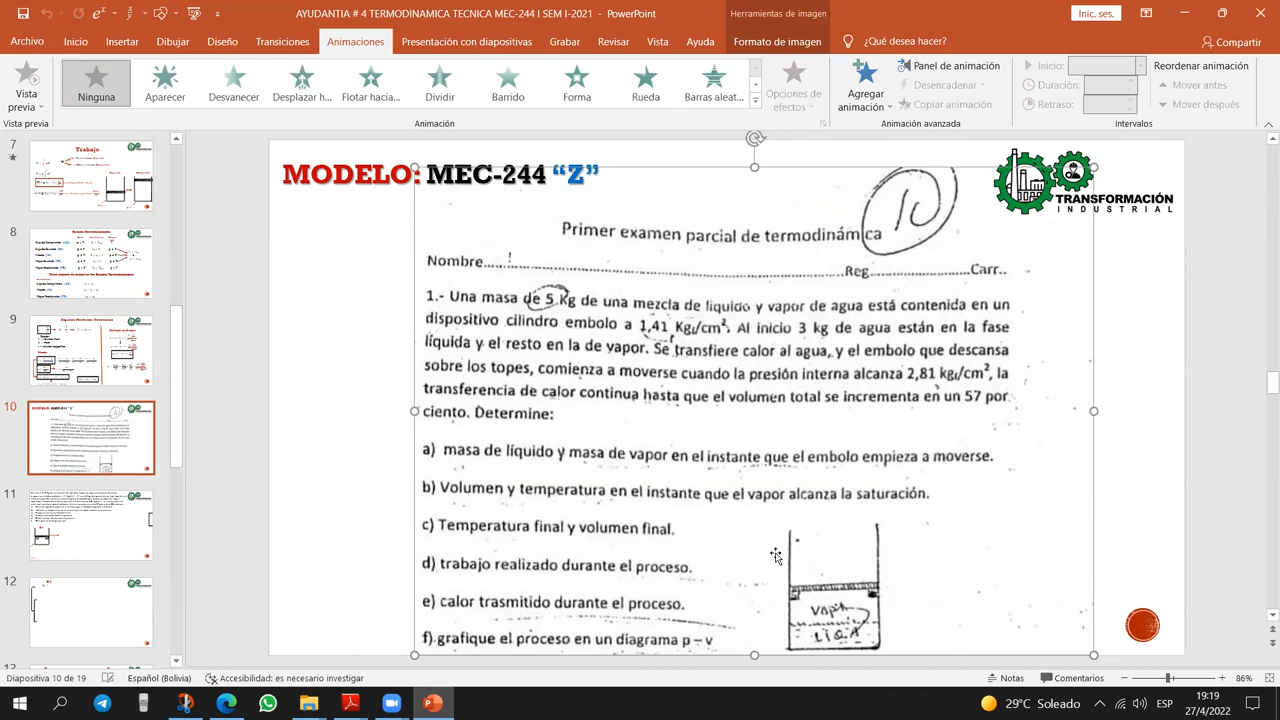 AYUDANTIA # 4 TERMODINAMICA TECNICA MEC-244 I SEM I-2021 - PowerPoint
Herramientas de imagen
Inic. ses.
Archivo Inicio Insertar Dibujar Diseño Transiciones Animaciones Presentación con diapositivas Grabar Revisar Vista Ayuda Formato de imagen ¿Qué desea hacer? Compartir
Vista previa
Ninguna Aparecer Desvanecer Desplazar h... Flotar hacia... Dividir Barrido Forma Rueda Barras aleat...
Opciones de efectos
Agregar animación
Panel de animación
Desencadenar
Copiar animación
Inicio:
Duración:
Retraso:
Reordenar animación
Mover antes
Mover después
Vista previa Animación Animación avanzada Intervalos
7
Trabajo
8
9
10
11
12
MODELO: MEC-244 “Z”
TRANSFORMACIÓN
INDUSTRIAL
10
Primer examen parcial de termodinámica
Nombre.....!..........Reg..........Carr..
1.- Una masa de 5 Kg de una mezcla de liquido y vapor de agua está contenida en un
dispositivo cilindro embolo a 1,41 Kgf/cm². Al inicio 3 kg de agua están en la fase
líquida y el resto en la de vapor. Se transfiere calor al agua, y el embolo que descansa
sobre los topes, comienza a moverse cuando la presión interna alcanza 2,81 kgf/cm², la
transferencia de calor continua hasta que el volumen total se incrementa en un 57 por
ciento. Determine:
a) masa de líquido y masa de vapor en el instante que el embolo empieza a moverse.
b) Volumen y temperatura en el instante que el vapor alcanza la saturación.
c) Temperatura final y volumen final.
d) trabajo realizado durante el proceso.
e) calor trasmitido durante el proceso.
f) grafique el proceso en un diagrama p – v
Diapositiva 10 de 19 Español (Bolivia) Accesibilidad: es necesario investigar Notas Comentarios 86%
29°C Soleado ESP 19:19
27/4/2022